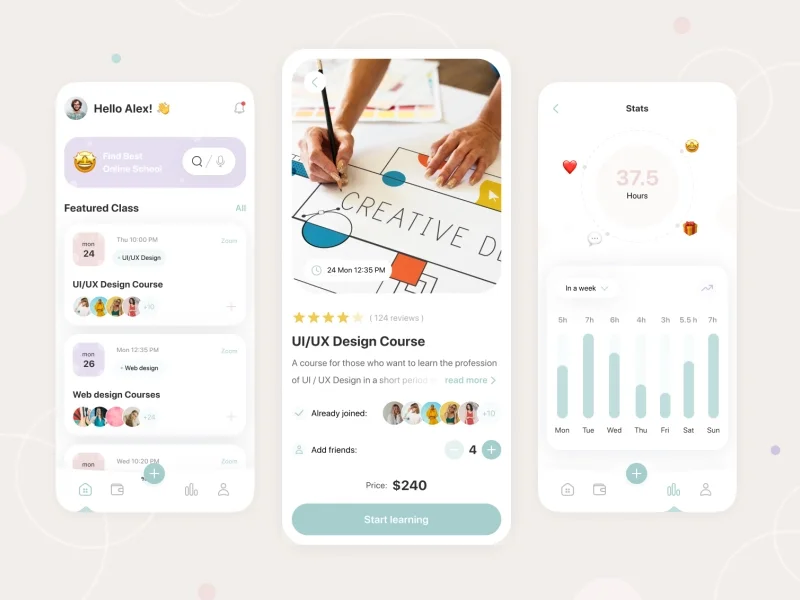 Hello Alex! 👋
Find Best
Online School
Featured Class
All
mon
24
Thu 10:00 PM
Zoom
• UI/UX Design
UI/UX Design Course
+10
mon
26
Mon 12:35 PM
Zoom
• Web design
Web design Courses
+24
mon
Wed 10:20 PM
Zoom
CREATIVE DE
24 Mon 12:35 PM
( 124 reviews )
UI/UX Design Course
A course for those who want to learn the profession
of UI / UX Design in a short period
read more
Already joined:
+10
Add friends:
4
Price: $240
Start learning
Stats
37.5
Hours
In a week
5h 7h 6h 4h 3h 5.5 h 7h
Mon Tue Wed Thu Fri Sat Sun